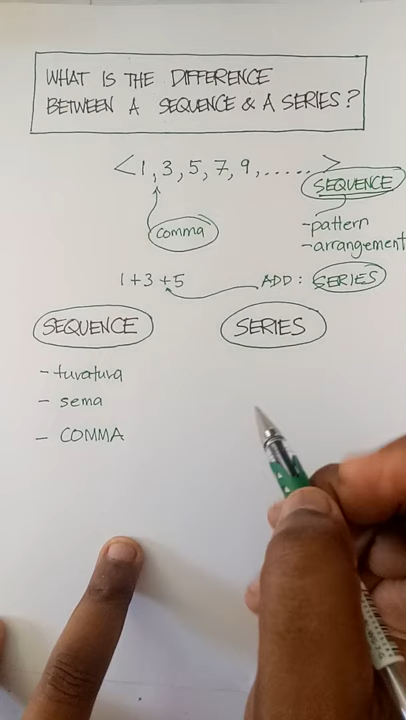 WHAT IS THE DIFFERENCE
BETWEEN A SEQUENCE & A SERIES?
<1,3,5,7,9,.....>
SEQUENCE
comma
-pattern
-arrangement
1+3+5
ADD: SERIES
SEQUENCE
SERIES
- tuvatuva
- sema
- COMMA